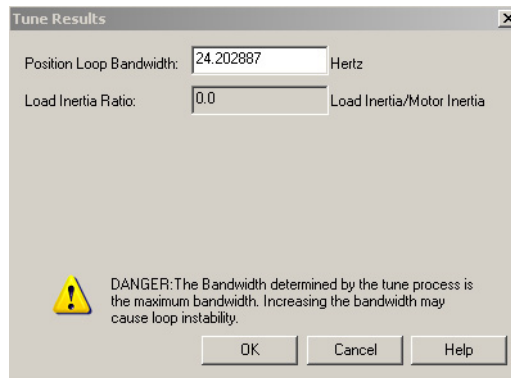 Tune Results
Position Loop Bandwidth: 24.202887 Hertz
Load Inertia Ratio: 0.0 Load Inertia/Motor Inertia
DANGER:The Bandwidth determined by the tune process is
the maximum bandwidth. Increasing the bandwidth may
cause loop instability.
OK Cancel Help